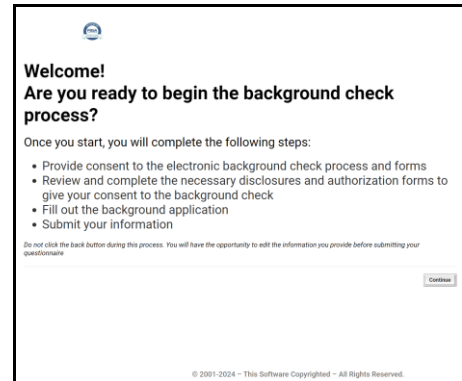 Welcome!
Are you ready to begin the background check
process?
Once you start, you will complete the following steps:
• Provide consent to the electronic background check process and forms
• Review and complete the necessary disclosures and authorization forms to
give your consent to the background check
• Fill out the background application
• Submit your information
Do not click the back button during this process. You will have the opportunity to edit the information you provide before submitting your
questionnaire
Continue
© 2001-2024 – This Software Copyrighted – All Rights Reserved.